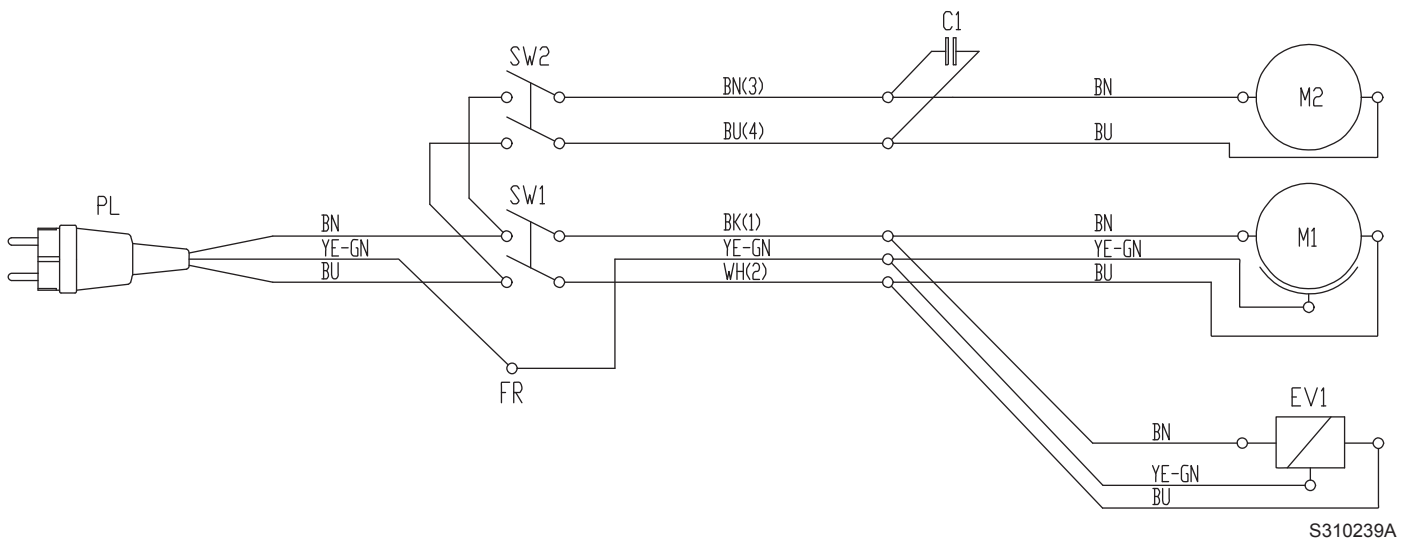 C1
SW2
BN(3)
BN
M2
BU(4)
BU
PL
SW1
BN
BK(1)
BN
M1
YE-GN
YE-GN
YE-GN
BU
WH(2)
BU
FR
EV1
BN
YE-GN
BU
S310239A